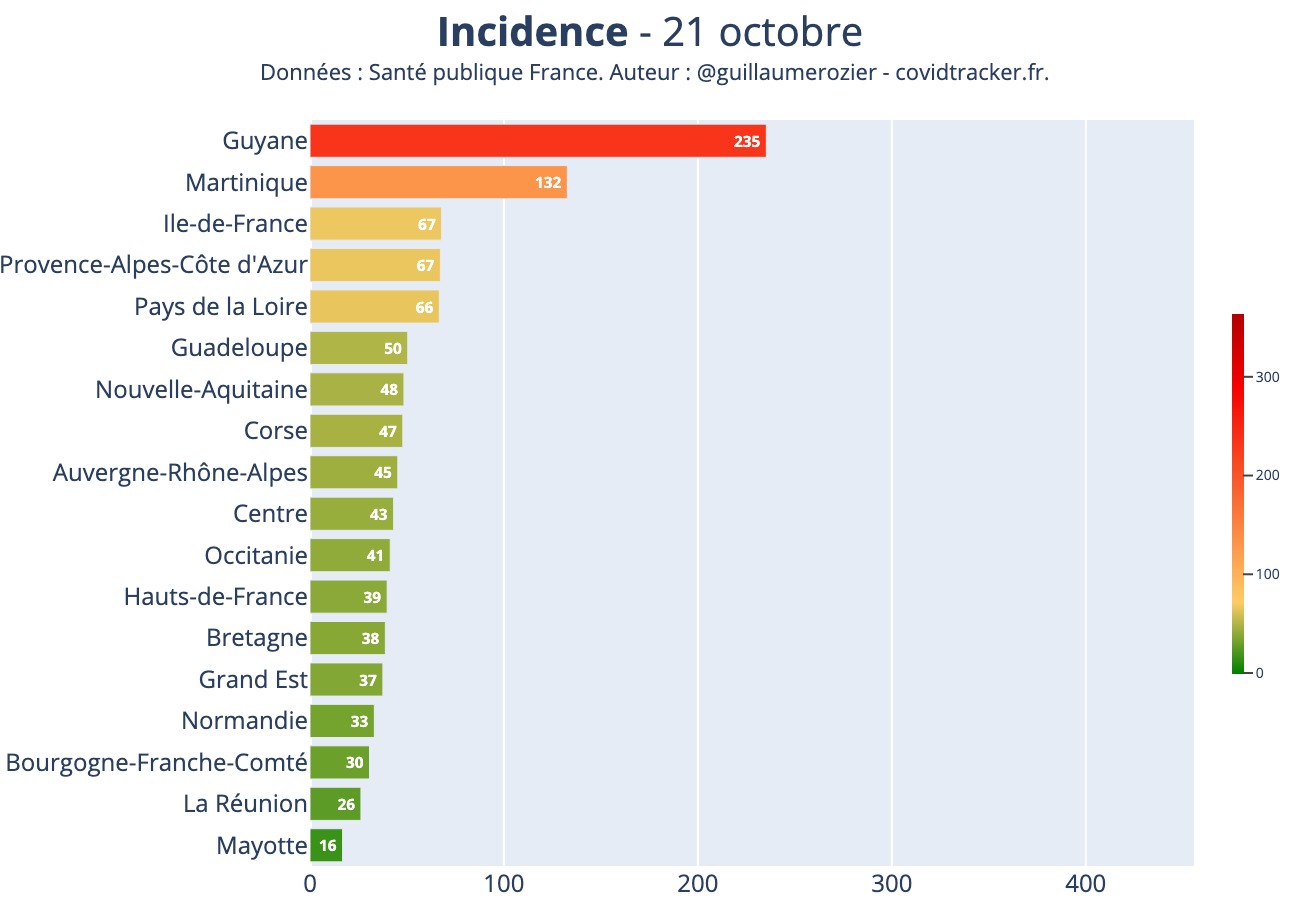 Incidence - 21 octobre
Données : Santé publique France. Auteur : @guillaumerozier - covidtracker.fr.
Guyane 235
Martinique 132
Ile-de-France 67
Provence-Alpes-Côte d'Azur 67
Pays de la Loire 66
Guadeloupe 50
Nouvelle-Aquitaine 48
Corse 47
Auvergne-Rhône-Alpes 45
Centre 43
Occitanie 41
Hauts-de-France 39
Bretagne 38
Grand Est 37
Normandie 33
Bourgogne-Franche-Comté 30
La Réunion 26
Mayotte 16
0 100 200 300 400
300
200
100
0